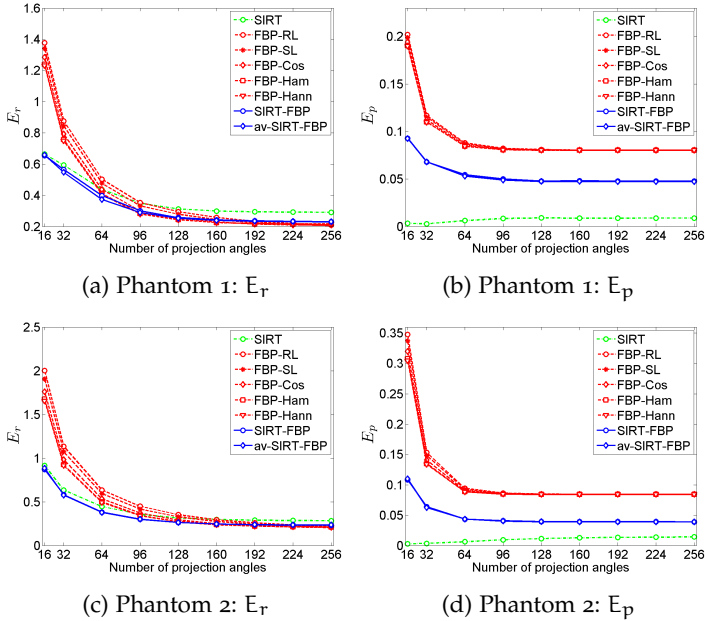 1.6
1.4
1.2
1
0.8
0.6
0.4
0.2
E_r
16 32 64 96 128 160 192 224 256
Number of projection angles
SIRT
FBP-RL
FBP-SL
FBP-Cos
FBP-Ham
FBP-Hann
SIRT-FBP
av-SIRT-FBP
(a) Phantom 1: E_r
0.2
0.15
0.1
0.05
0
E_p
16 32 64 96 128 160 192 224 256
Number of projection angles
SIRT
FBP-RL
FBP-SL
FBP-Cos
FBP-Ham
FBP-Hann
SIRT-FBP
av-SIRT-FBP
(b) Phantom 1: E_p
2.5
2
1.5
1
0.5
0
E_r
16 32 64 96 128 160 192 224 256
Number of projection angles
SIRT
FBP-RL
FBP-SL
FBP-Cos
FBP-Ham
FBP-Hann
SIRT-FBP
av-SIRT-FBP
(c) Phantom 2: E_r
0.35
0.3
0.25
0.2
0.15
0.1
0.05
0
E_p
16 32 64 96 128 160 192 224 256
Number of projection angles
SIRT
FBP-RL
FBP-SL
FBP-Cos
FBP-Ham
FBP-Hann
SIRT-FBP
av-SIRT-FBP
(d) Phantom 2: E_p